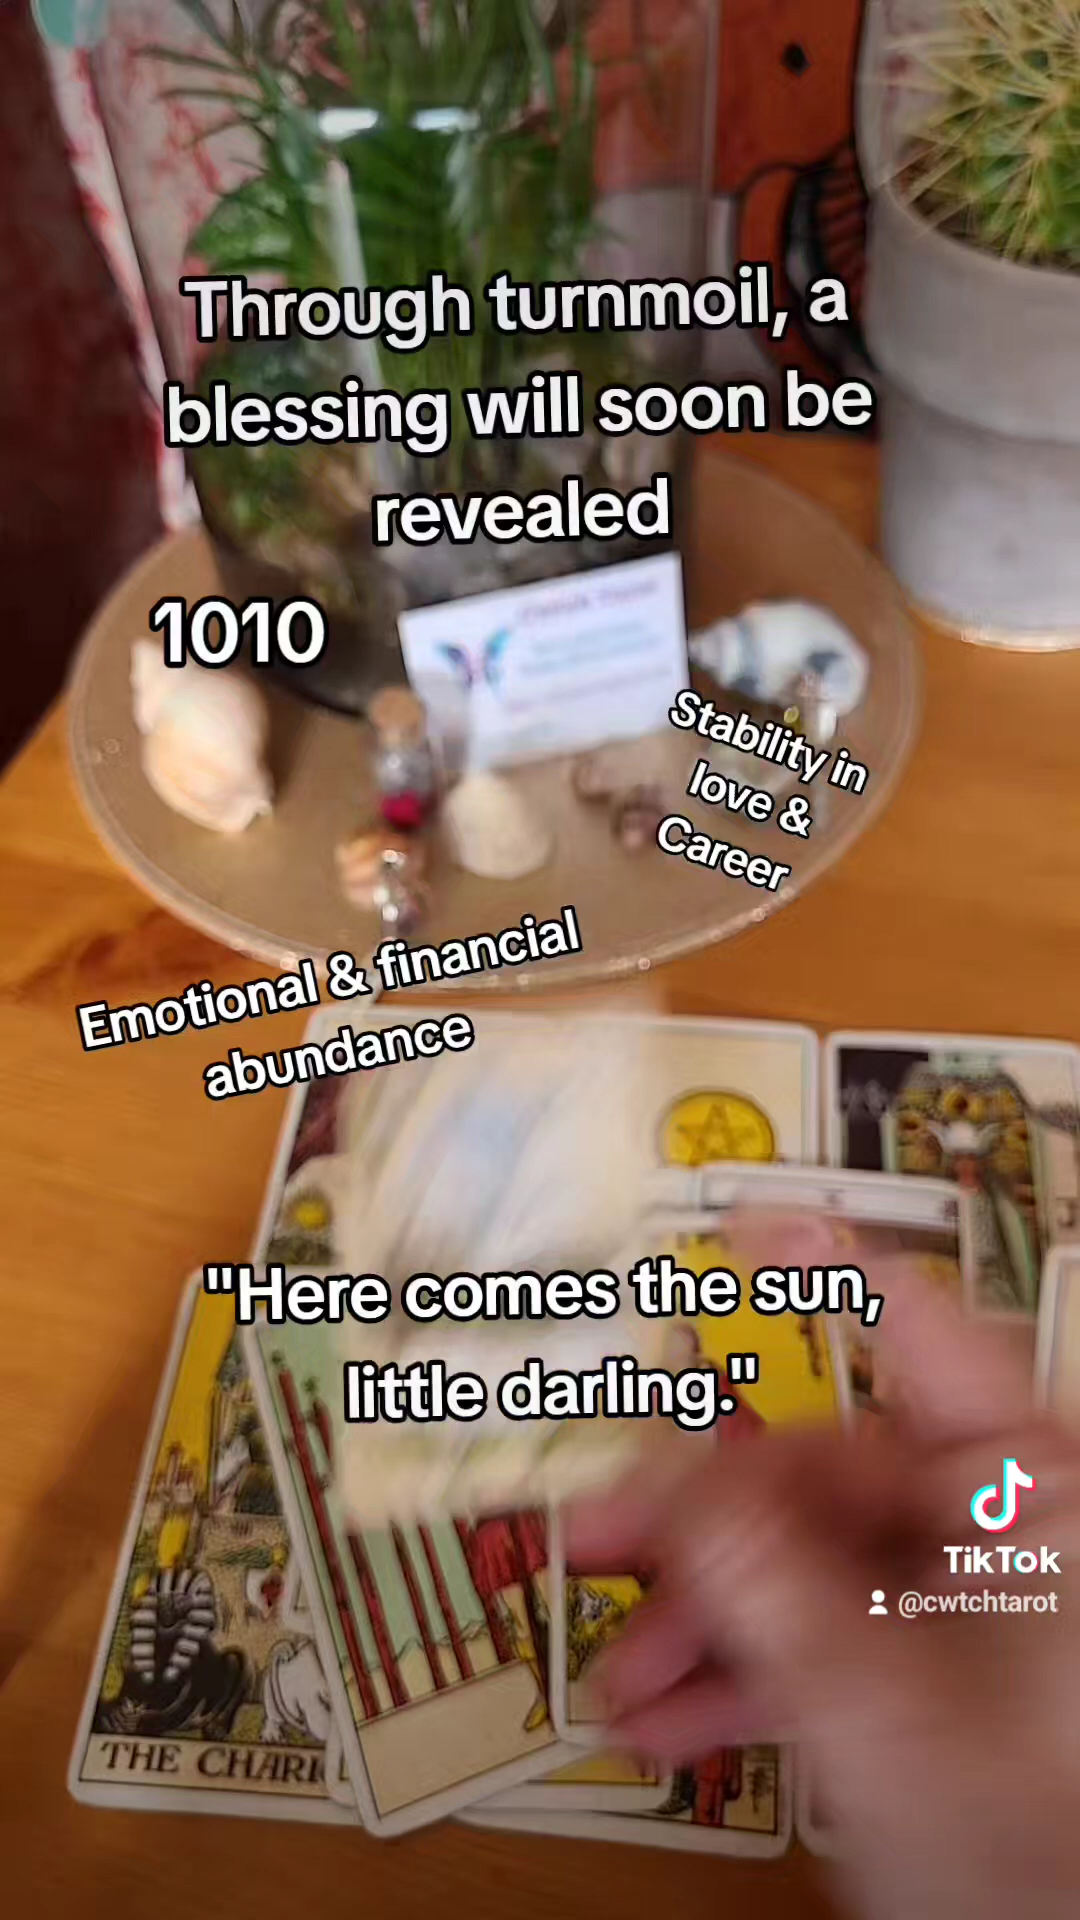 Through turnmoil, a
blessing will soon be
revealed
1010
Stability in
love &
Career
Emotional & financial
abundance
"Here comes the sun,
little darling."
TikTok
@cwtchtarot
THE CHARI